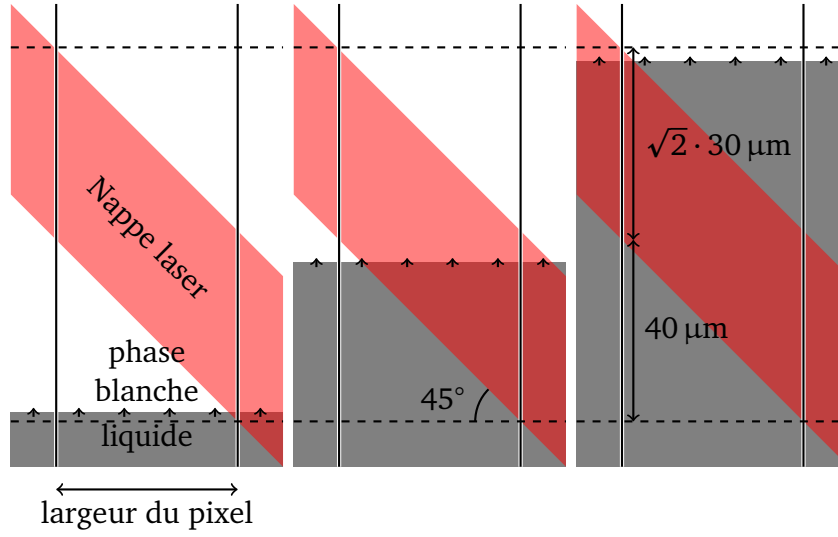 Nappe laser
phase
blanche
liquide
largeur du pixel
45°
√2 · 30 μm
40 μm